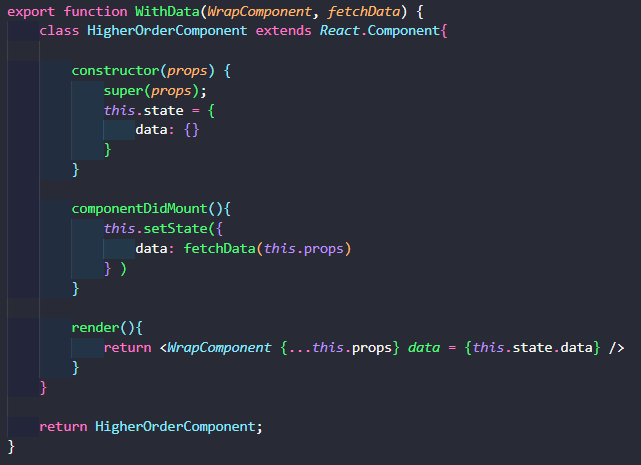 export function WithData(WrapComponent, fetchData) {
    class HigherOrderComponent extends React.Component{

        constructor(props) {
            super(props);
            this.state = {
                data: {}
            }
        }

        componentDidMount(){
            this.setState({
                data: fetchData(this.props)
            } )
        }

        render(){
            return <WrapComponent {...this.props} data = {this.state.data} />
        }
    }

    return HigherOrderComponent;
}